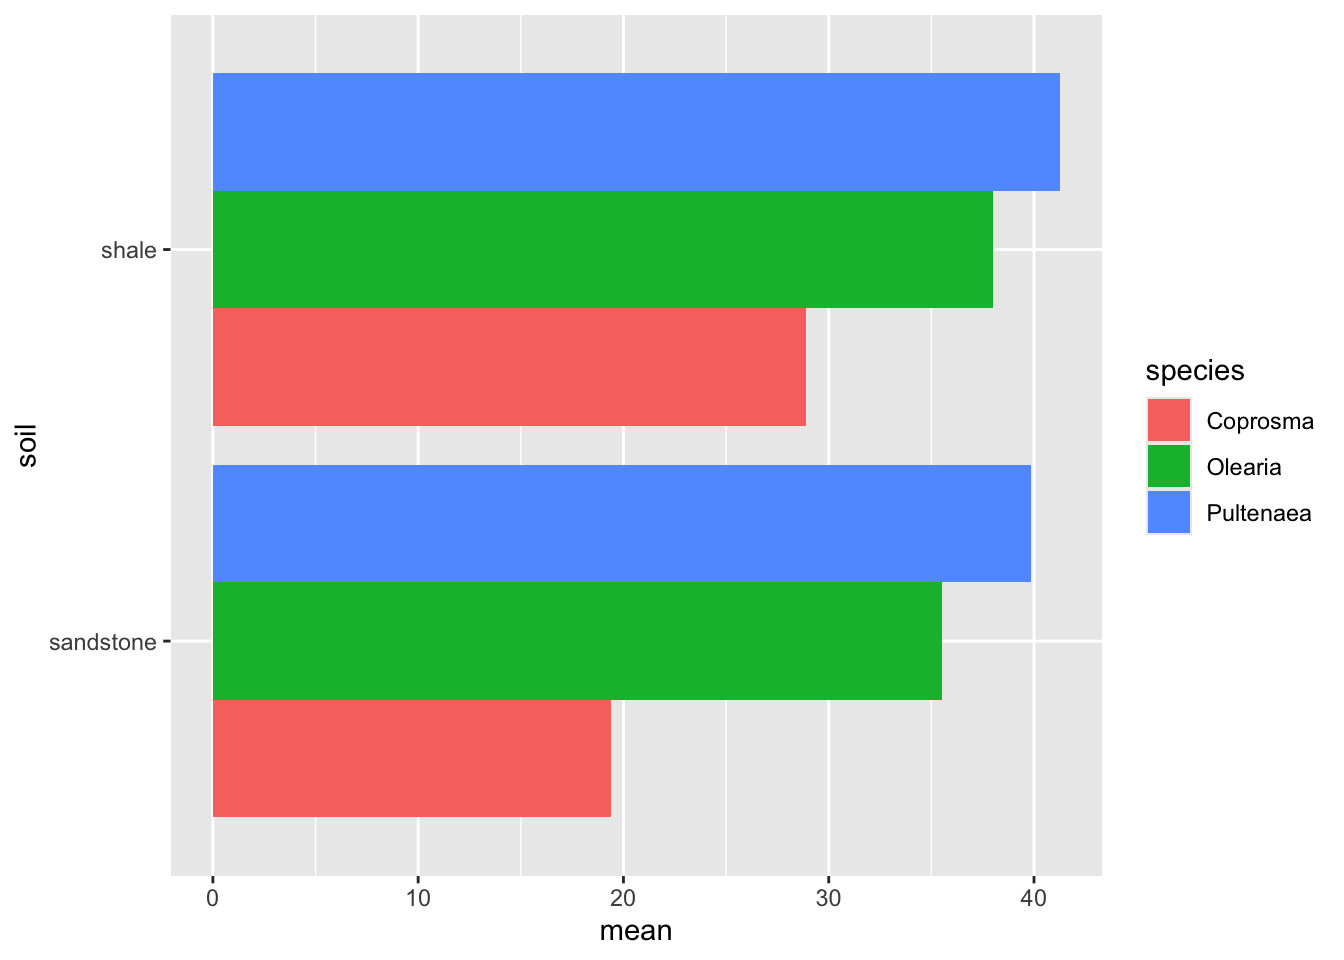 soil
shale
sandstone
0 10 20 30 40
mean
species
Coprosma
Olearia
Pultenaea